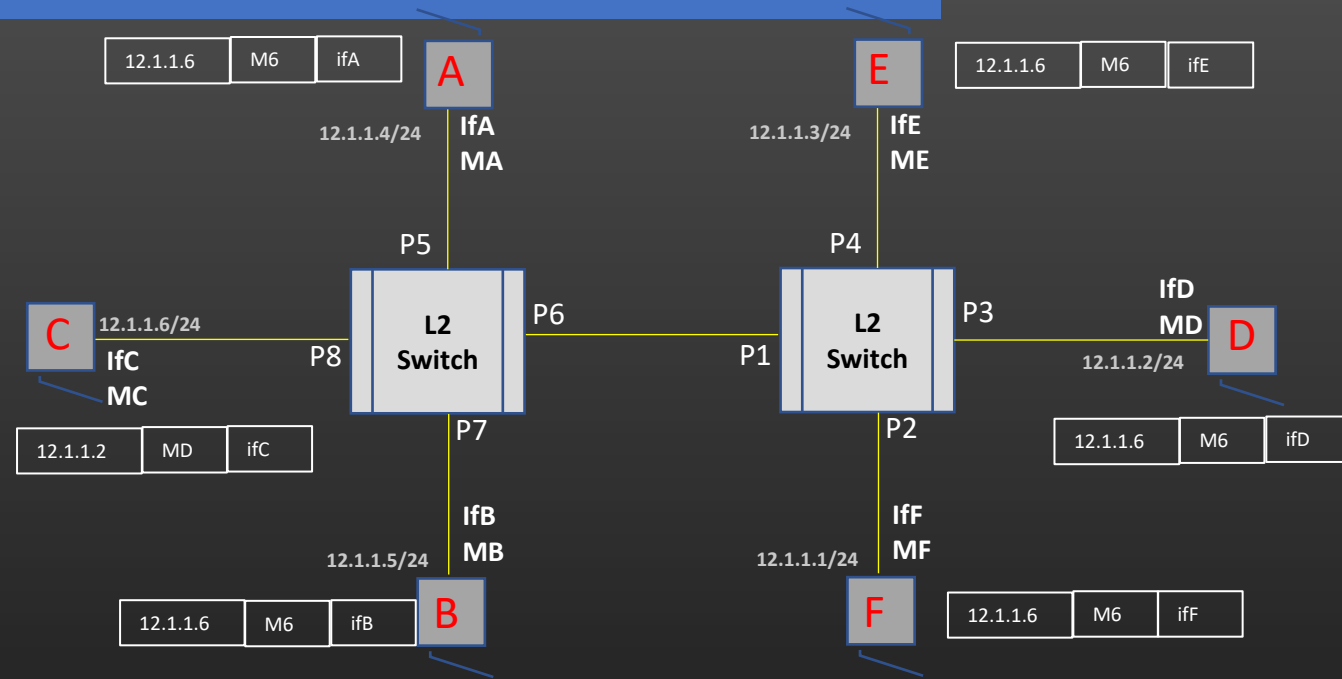 12.1.1.6 M6 ifA
A
E
12.1.1.6 M6 ifE
12.1.1.4/24
IfA
MA
12.1.1.3/24
IfE
ME
P5
P4
C
12.1.1.6/24
IfC
MC
P8
L2
Switch
P6
P1
L2
Switch
P3
IfD
MD
12.1.1.2/24
D
12.1.1.2 MD ifC
P7
P2
12.1.1.6 M6 ifD
IfB
MB
12.1.1.5/24
IfF
MF
12.1.1.1/24
12.1.1.6 M6 ifB
B
F
12.1.1.6 M6 ifF